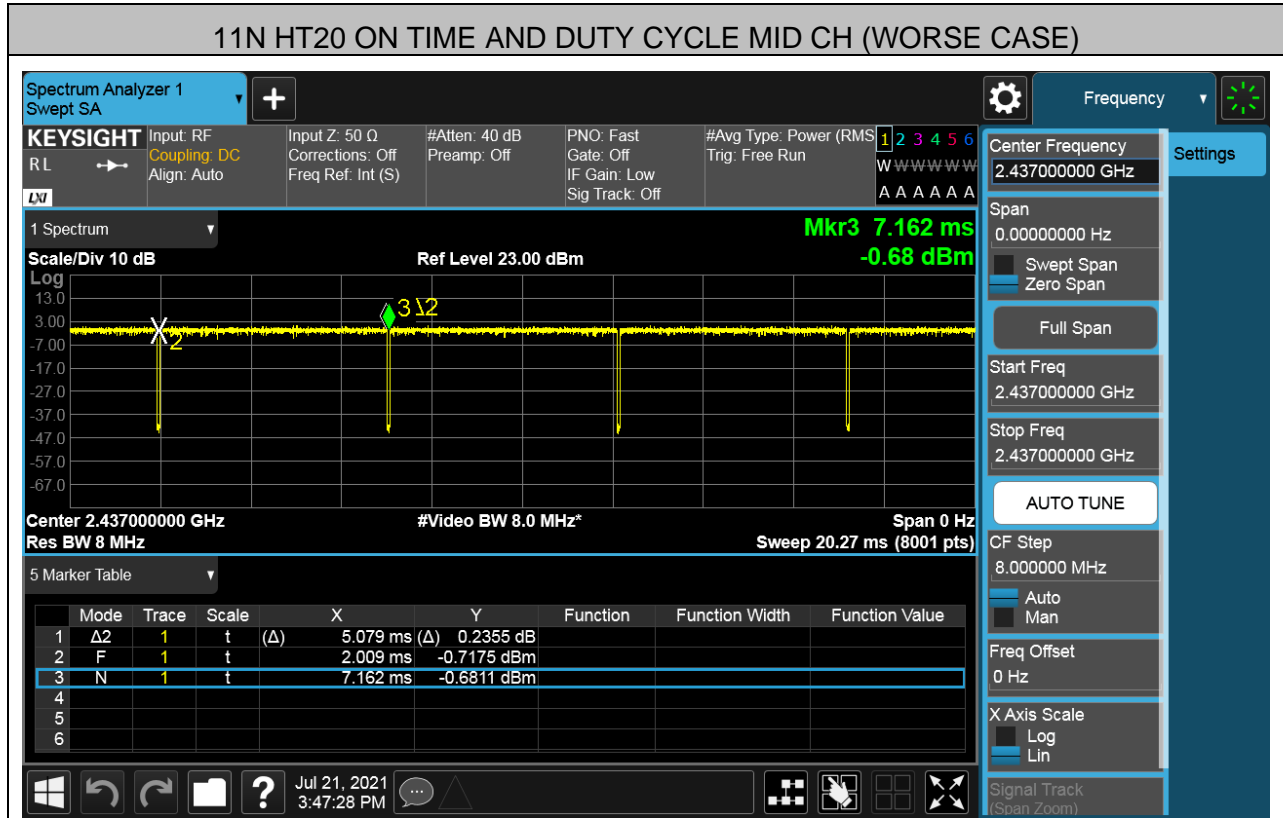 11N HT20 ON TIME AND DUTY CYCLE MID CH (WORSE CASE)
Spectrum Analyzer 1
Swept SA
Frequency
KEYSIGHT
RL
LXI
Input: RF
Coupling: DC
Align: Auto
Input Z: 50 Ω
Corrections: Off
Freq Ref: Int (S)
#Atten: 40 dB
Preamp: Off
PNO: Fast
Gate: Off
IF Gain: Low
Sig Track: Off
#Avg Type: Power (RMS
Trig: Free Run
1 2 3 4 5 6
W W W W W W
A A A A A A
1 Spectrum
Scale/Div 10 dB
Ref Level 23.00 dBm
Mkr3 7.162 ms
-0.68 dBm
Log
13.0
3.00
-7.00
-17.0
-27.0
-37.0
-47.0
-57.0
-67.0
2
3 Δ2
Center 2.437000000 GHz
#Video BW 8.0 MHz*
Span 0 Hz
Res BW 8 MHz
Sweep 20.27 ms (8001 pts)
5 Marker Table
Mode Trace Scale X Y Function Function Width Function Value
1 Δ2 1 t (Δ) 5.079 ms (Δ) 0.2355 dB
2 F 1 t 2.009 ms -0.7175 dBm
3 N 1 t 7.162 ms -0.6811 dBm
4
5
6
?
Jul 21, 2021
3:47:28 PM
Center Frequency
2.437000000 GHz
Settings
Span
0.00000000 Hz
Swept Span
Zero Span
Full Span
Start Freq
2.437000000 GHz
Stop Freq
2.437000000 GHz
AUTO TUNE
CF Step
8.000000 MHz
Auto
Man
Freq Offset
0 Hz
X Axis Scale
Log
Lin
Signal Track
(Span Zoom)